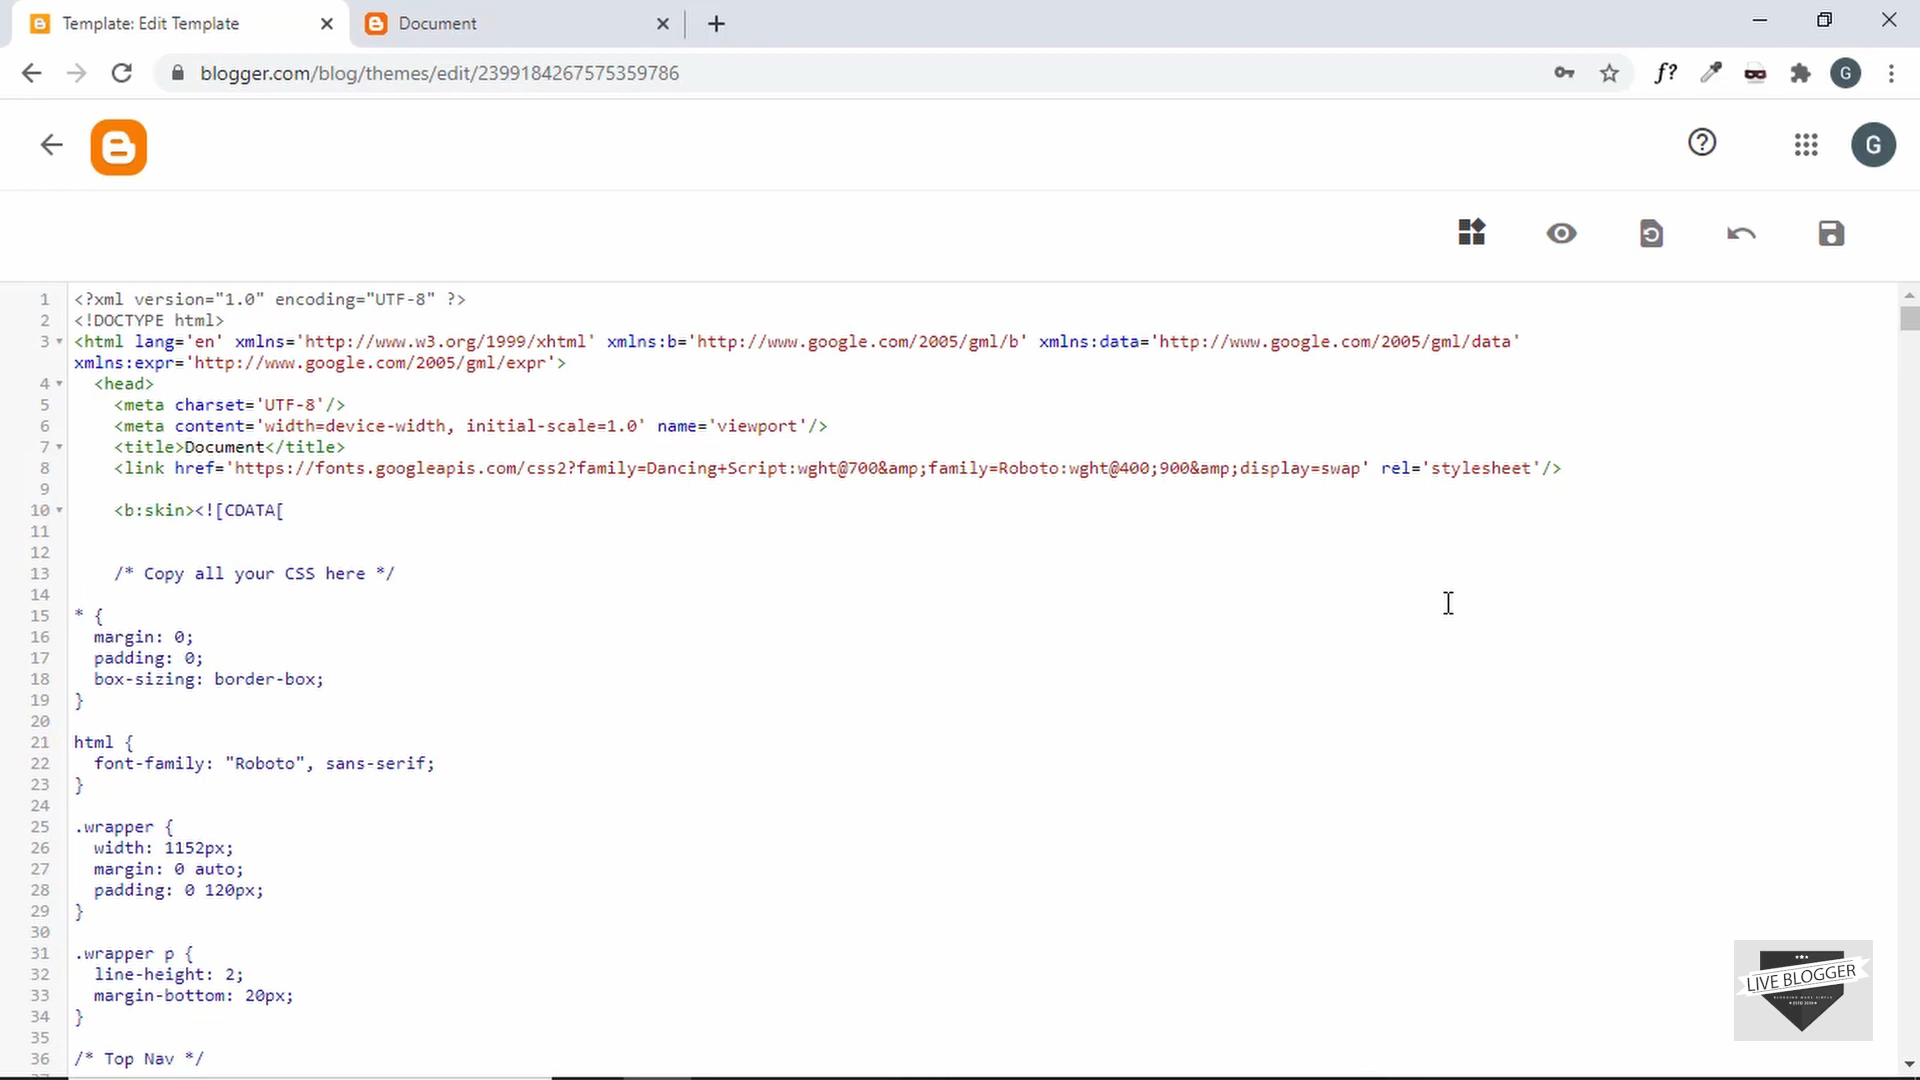 Template: Edit Template
Document
blogger.com/blog/themes/edit/2399184267575359786
f?
G
G
1 <?xml version="1.0" encoding="UTF-8" ?>
2 <!DOCTYPE html>
3 <html lang='en' xmlns='http://www.w3.org/1999/xhtml' xmlns:b='http://www.google.com/2005/gml/b' xmlns:data='http://www.google.com/2005/gml/data'
xmlns:expr='http://www.google.com/2005/gml/expr'>
4 <head>
5 <meta charset='UTF-8'/>
6 <meta content='width=device-width, initial-scale=1.0' name='viewport'/>
7 <title>Document</title>
8 <link href='https://fonts.googleapis.com/css2?family=Dancing+Script:wght@700&amp;family=Roboto:wght@400;900&amp;display=swap' rel='stylesheet'/>
9
10 <b:skin><![CDATA[
11
12
13 /* Copy all your CSS here */
14
15 * {
16 margin: 0;
17 padding: 0;
18 box-sizing: border-box;
19 }
20
21 html {
22 font-family: "Roboto", sans-serif;
23 }
24
25 .wrapper {
26 width: 1152px;
27 margin: 0 auto;
28 padding: 0 120px;
29 }
30
31 .wrapper p {
32 line-height: 2;
33 margin-bottom: 20px;
34 }
35
36 /* Top Nav */
LIVE BLOGGER